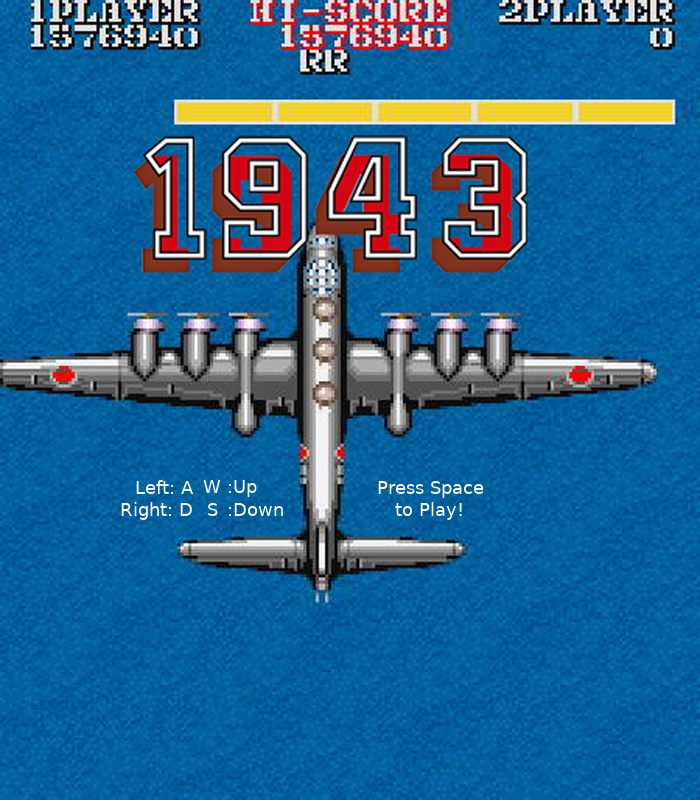 1PLAYER HI-SCORE 2PLAYER
1576940 1576940 0
RR
1943
Left: A W :Up
Right: D S :Down
Press Space
to Play!